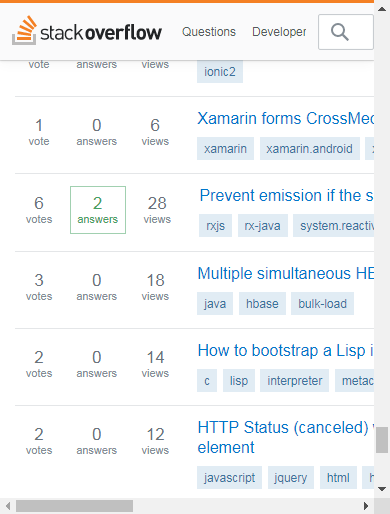 stackoverflow Questions Developer
vote answers views
ionic2
1 0 6 Xamarin forms CrossMed
vote answers views xamarin xamarin.android
6 2 28 Prevent emission if the s
votes answers views rxjs rx-java system.reactiv
3 0 18 Multiple simultaneous HB
votes answers views java hbase bulk-load
2 0 14 How to bootstrap a Lisp i
votes answers views c lisp interpreter metac
2 0 12 HTTP Status (canceled)
element
votes answers views javascript jquery html h